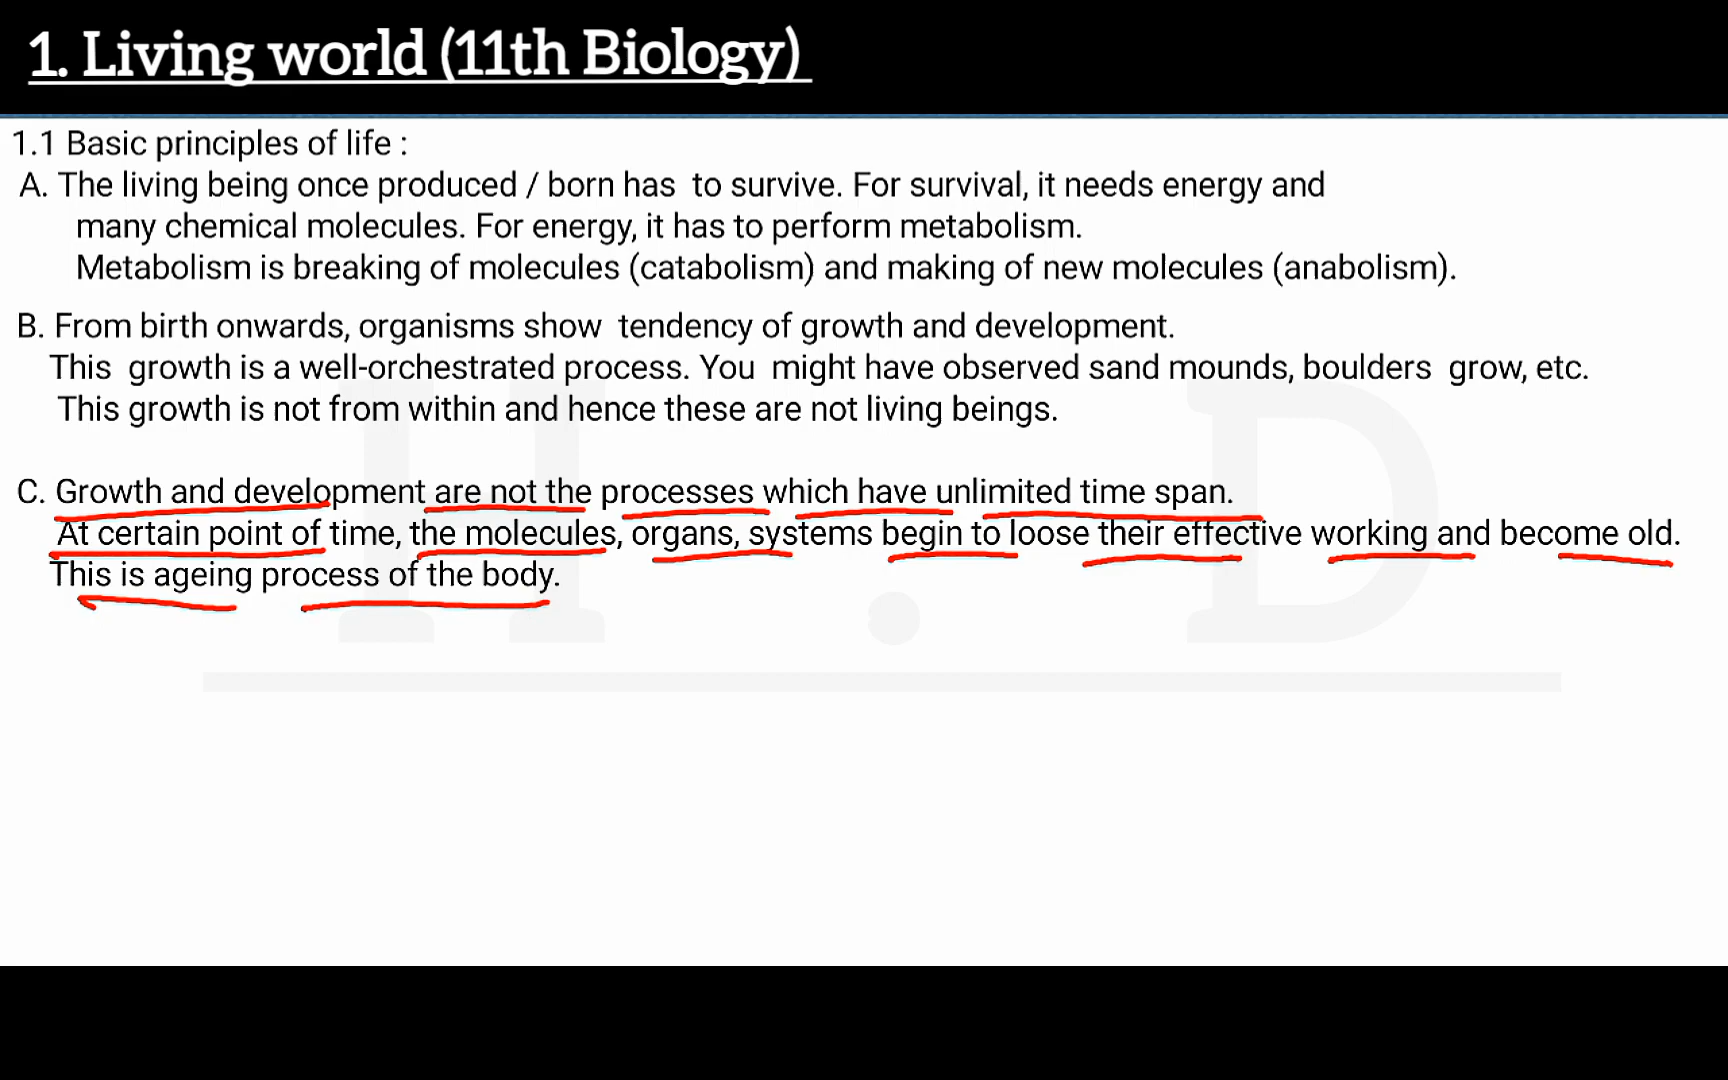 1. Living world (11th Biology)
1.1 Basic principles of life :
A. The living being once produced / born has to survive. For survival, it needs energy and
many chemical molecules. For energy, it has to perform metabolism.
Metabolism is breaking of molecules (catabolism) and making of new molecules (anabolism).
B. From birth onwards, organisms show tendency of growth and development.
This growth is a well-orchestrated process. You might have observed sand mounds, boulders grow, etc.
This growth is not from within and hence these are not living beings.
C. Growth and development are not the processes which have unlimited time span.
At certain point of time, the molecules, organs, systems begin to loose their effective working and become old.
This is ageing process of the body.
H . D